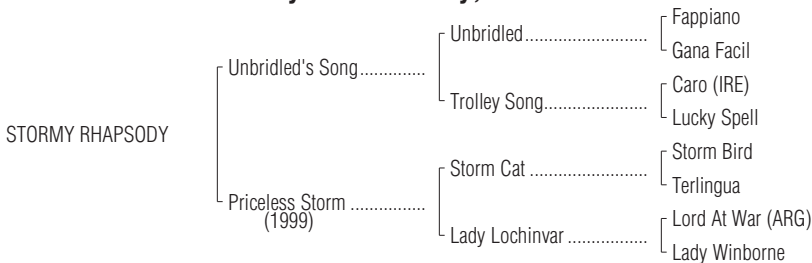 Fappiano
Unbridled..............................
Gana Facil
Unbridled's Song..............
Caro (IRE)
Trolley Song.........................
Lucky Spell
STORMY RHAPSODY
Storm Bird
Storm Cat .............................
Terlingua
Priceless Storm ................
(1999)
Lord At War (ARG)
Lady Lochinvar ...................
Lady Winborne